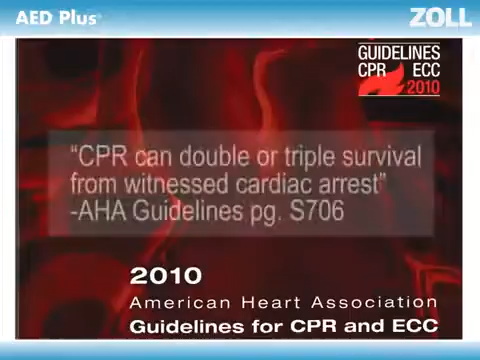 AED Plus®
ZOLL
GUIDELINES
CPR ECC
2010
“CPR can double or triple survival
from witnessed cardiac arrest”
-AHA Guidelines pg. S706
2010
American Heart Association
Guidelines for CPR and ECC